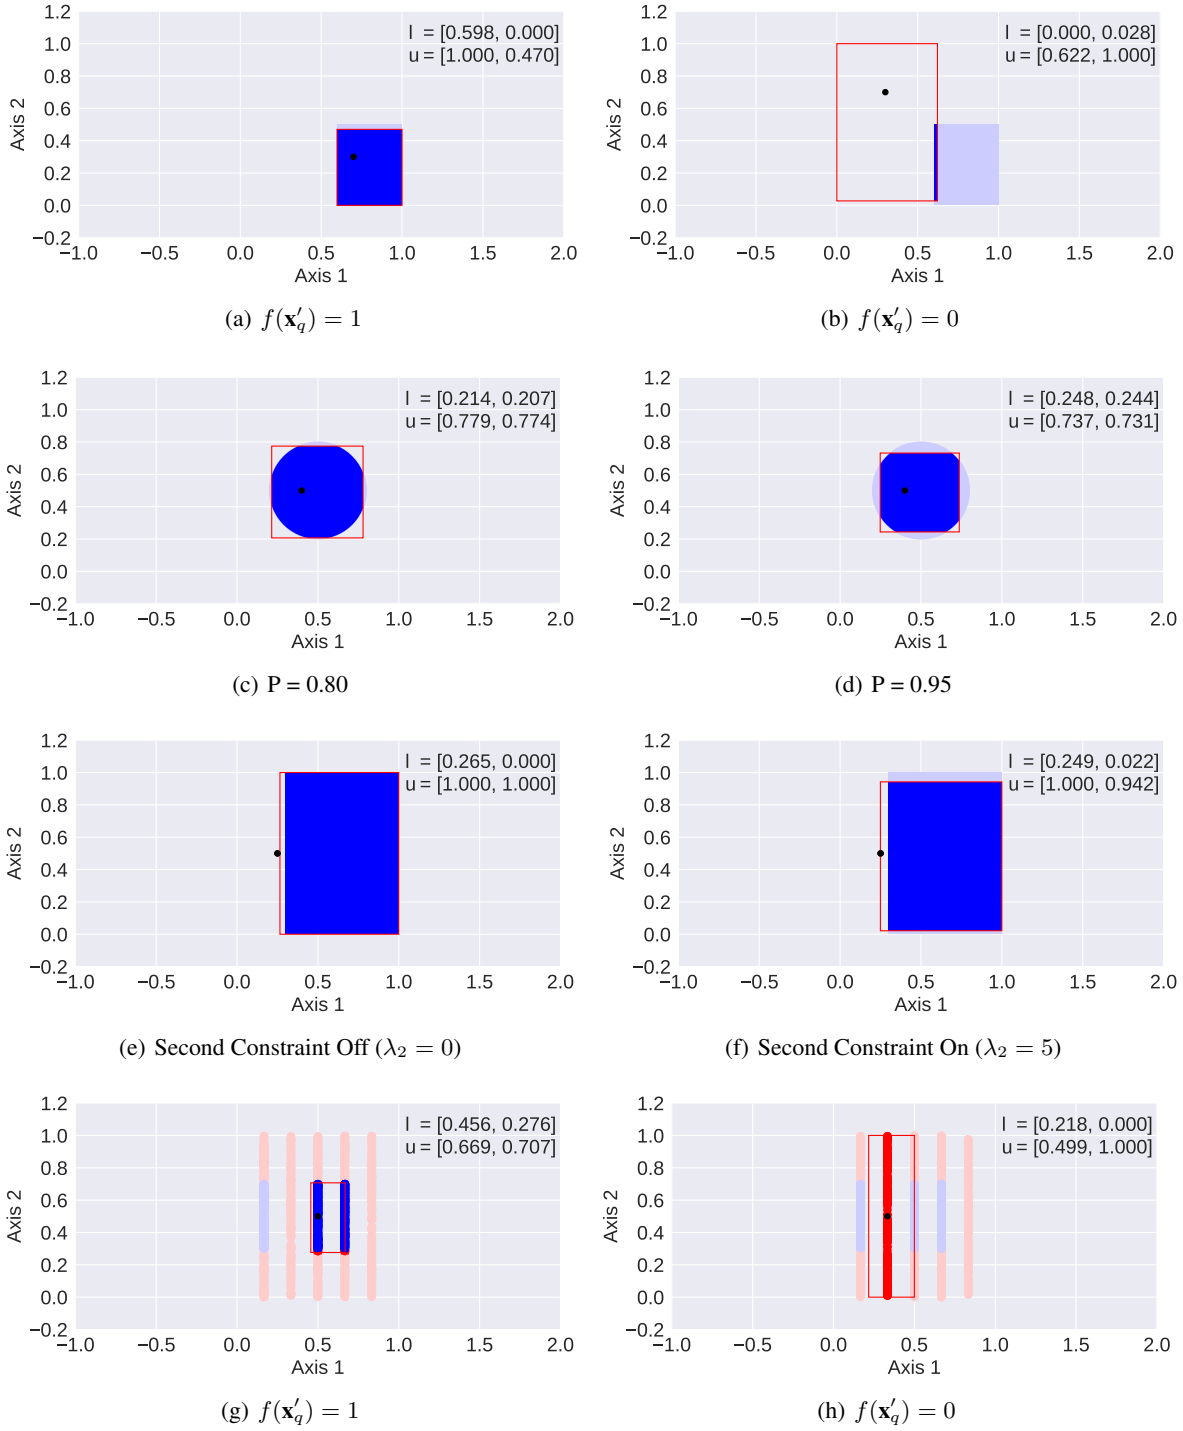 1.2
1.0
0.8
0.6
0.4
0.2
0.0
−0.2
Axis 2
l = [0.598, 0.000]
u = [1.000, 0.470]
−1.0 −0.5 0.0 0.5 1.0 1.5 2.0
Axis 1
(a) f(x′q) = 1
1.2
1.0
0.8
0.6
0.4
0.2
0.0
−0.2
Axis 2
l = [0.000, 0.028]
u = [0.622, 1.000]
−1.0 −0.5 0.0 0.5 1.0 1.5 2.0
Axis 1
(b) f(x′q) = 0
1.2
1.0
0.8
0.6
0.4
0.2
0.0
−0.2
Axis 2
l = [0.214, 0.207]
u = [0.779, 0.774]
−1.0 −0.5 0.0 0.5 1.0 1.5 2.0
Axis 1
(c) P = 0.80
1.2
1.0
0.8
0.6
0.4
0.2
0.0
−0.2
Axis 2
l = [0.248, 0.244]
u = [0.737, 0.731]
−1.0 −0.5 0.0 0.5 1.0 1.5 2.0
Axis 1
(d) P = 0.95
1.2
1.0
0.8
0.6
0.4
0.2
0.0
−0.2
Axis 2
l = [0.265, 0.000]
u = [1.000, 1.000]
−1.0 −0.5 0.0 0.5 1.0 1.5 2.0
Axis 1
(e) Second Constraint Off (λ2 = 0)
1.2
1.0
0.8
0.6
0.4
0.2
0.0
−0.2
Axis 2
l = [0.249, 0.022]
u = [1.000, 0.942]
−1.0 −0.5 0.0 0.5 1.0 1.5 2.0
Axis 1
(f) Second Constraint On (λ2 = 5)
1.2
1.0
0.8
0.6
0.4
0.2
0.0
−0.2
Axis 2
l = [0.456, 0.276]
u = [0.669, 0.707]
−1.0 −0.5 0.0 0.5 1.0 1.5 2.0
Axis 1
(g) f(x′q) = 1
1.2
1.0
0.8
0.6
0.4
0.2
0.0
−0.2
Axis 2
l = [0.218, 0.000]
u = [0.499, 1.000]
−1.0 −0.5 0.0 0.5 1.0 1.5 2.0
Axis 1
(h) f(x′q) = 0